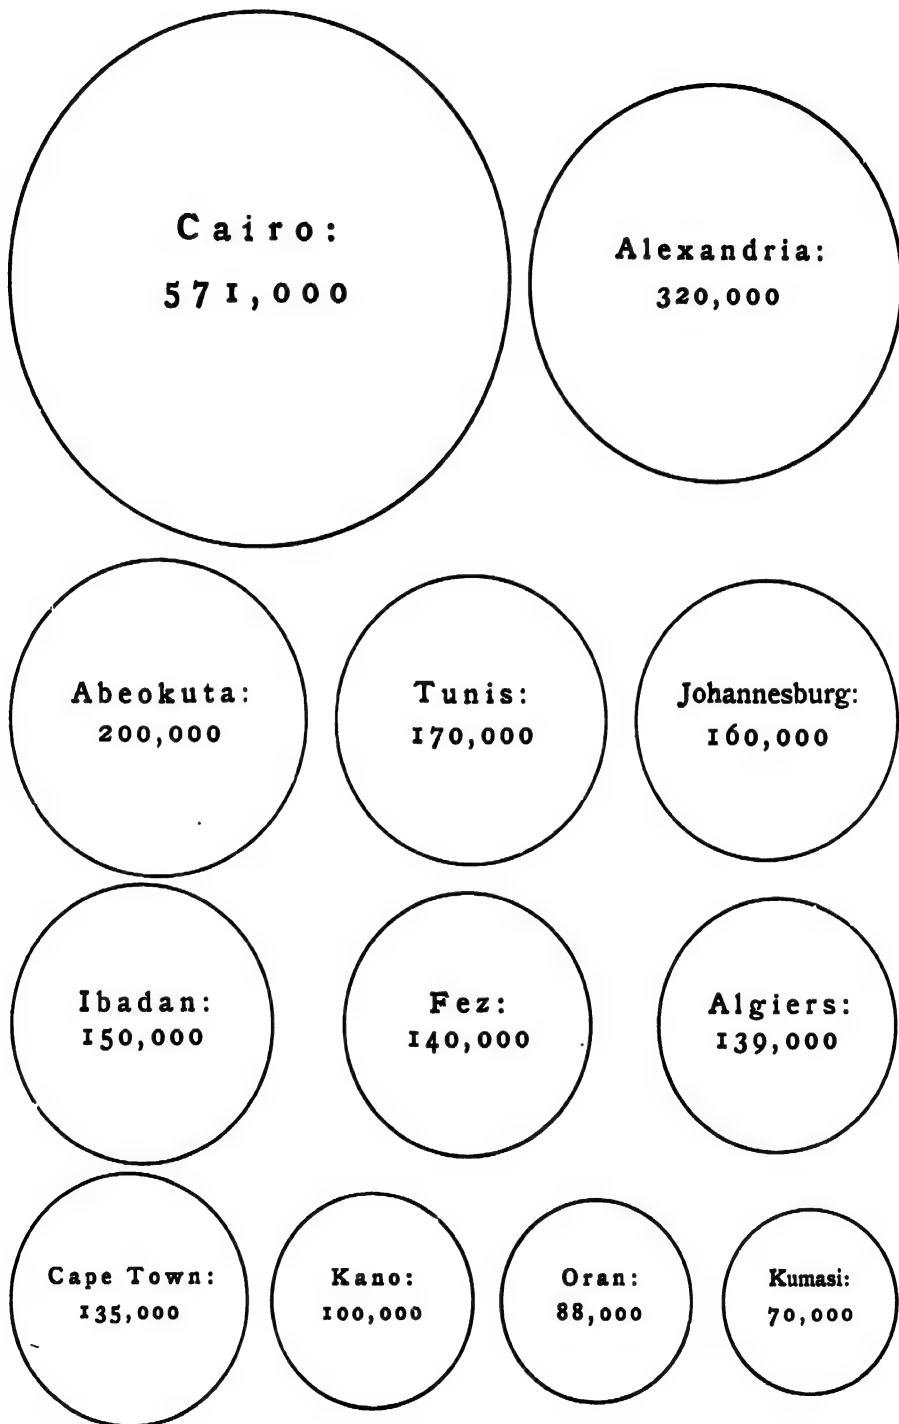 Cairo:
571,000
Alexandria:
320,000
Abeokuta:
200,000
Tunis:
170,000
Johannesburg:
160,000
Ibadan:
150,000
Fez:
140,000
Algiers:
139,000
Cape Town:
135,000
Kano:
100,000
Oran:
88,000
Kumasi:
70,000